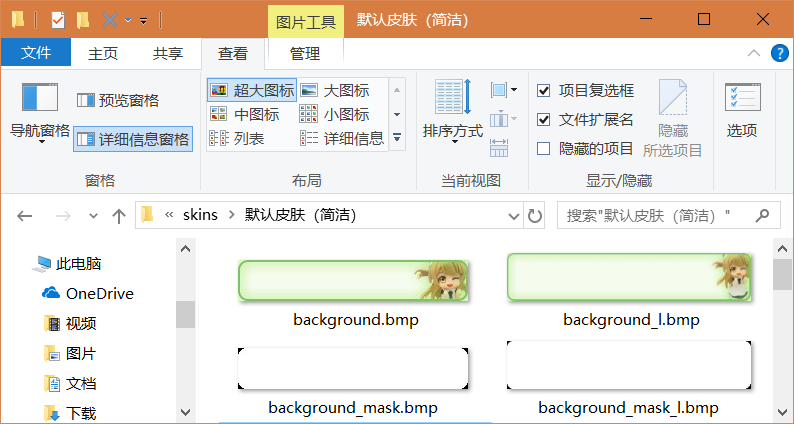 图片工具 默认皮肤（简洁）
文件 主页 共享 查看 管理
导航窗格
预览窗格
详细信息窗格
窗格
超大图标 大图标
中图标 小图标
列表 详细信息
布局
排序方式
当前视图
项目复选框
文件扩展名
隐藏的项目
隐藏
所选项目
显示/隐藏
选项
« skins › 默认皮肤（简洁）
搜索"默认皮肤（简洁）"
此电脑
OneDrive
视频
图片
文档
下载
background.bmp background_l.bmp
background_mask.bmp background_mask_l.bmp